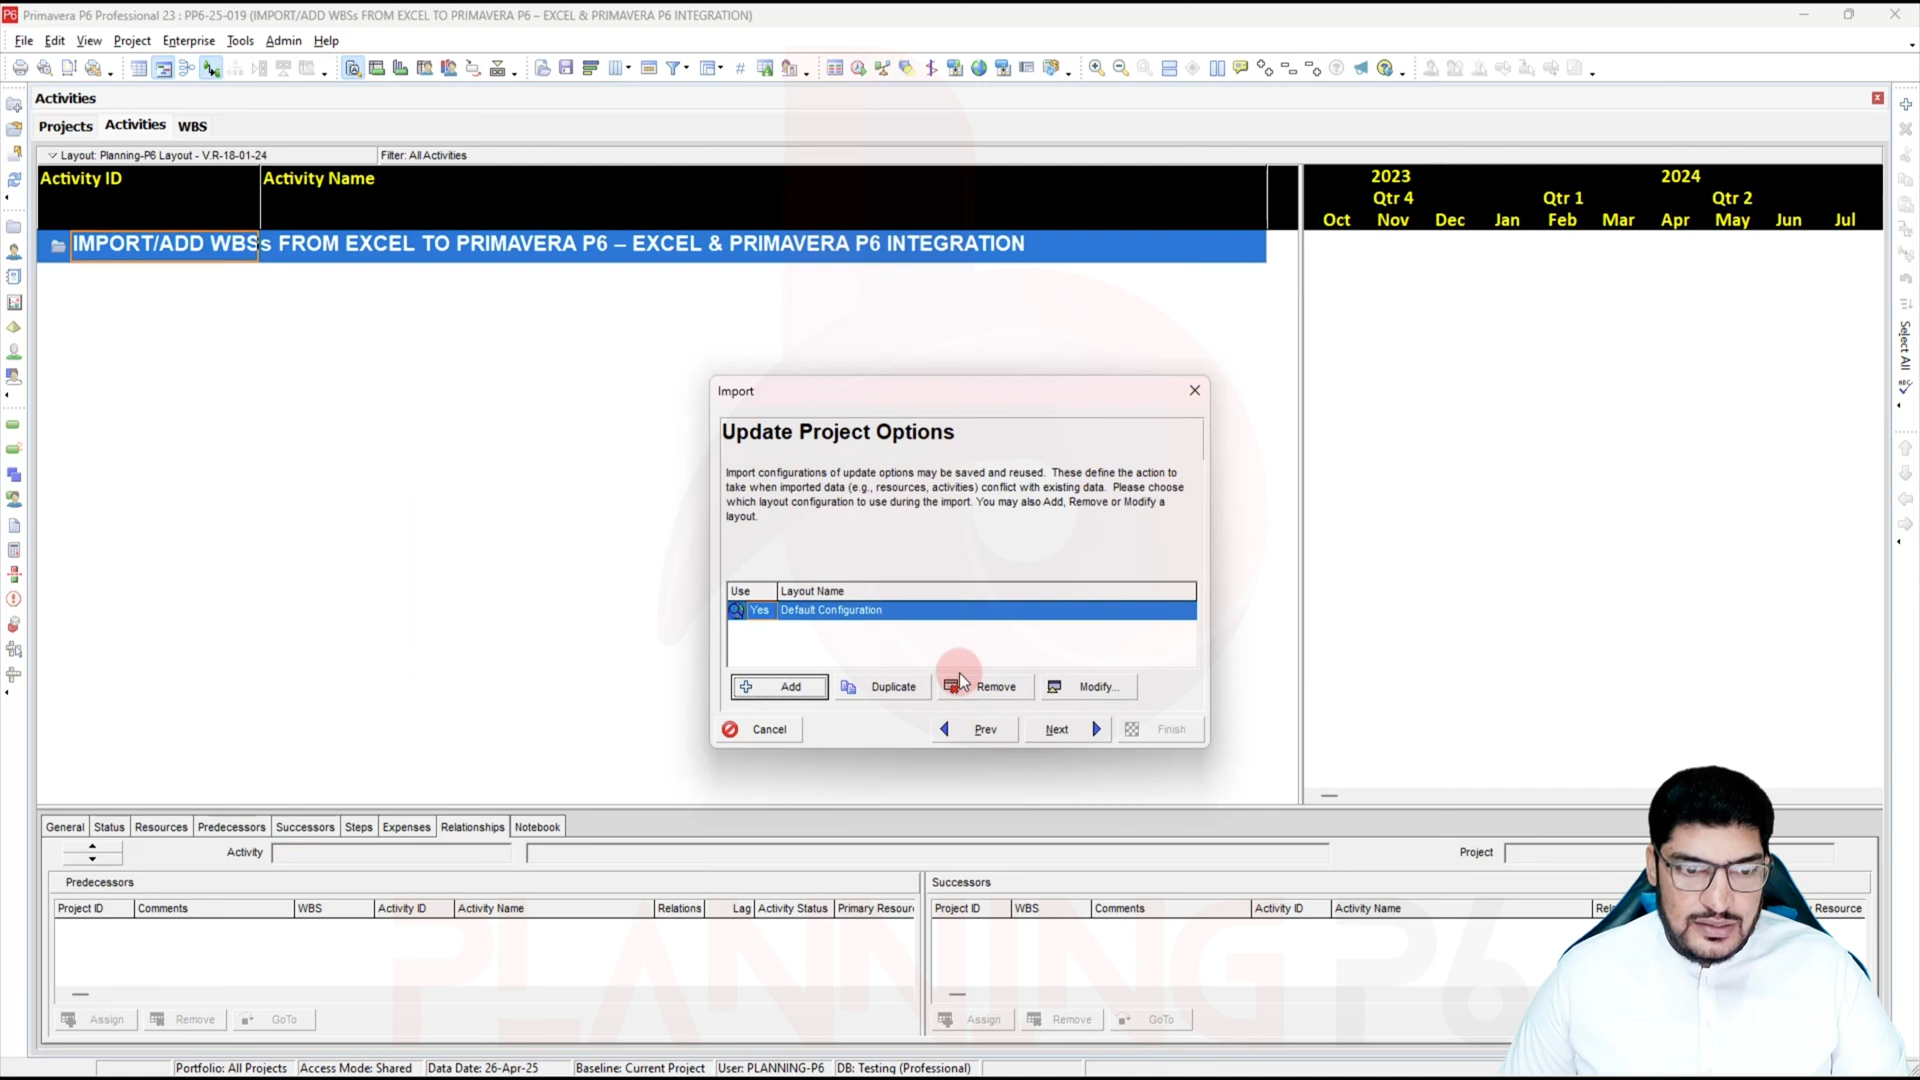 Primavera P6 Professional 23 : PP6-25-019 (IMPORT/ADD WBSs FROM EXCEL TO PRIMAVERA P6 – EXCEL & PRIMAVERA P6 INTEGRATION)
File Edit View Project Enterprise Tools Admin Help
Activities
Projects Activities WBS
Layout: Planning-P6 Layout - V.R-18-01-24 Filter: All Activities
Activity ID Activity Name
2023 2024
Qtr 4 Qtr 1 Qtr 2
Oct Nov Dec Jan Feb Mar Apr May Jun Jul
IMPORT/ADD WBSs FROM EXCEL TO PRIMAVERA P6 – EXCEL & PRIMAVERA P6 INTEGRATION
Select All
Import
Update Project Options
Import configurations of update options may be saved and reused. These define the action to
take when imported data (e.g., resources, activities) conflict with existing data. Please choose
which layout configuration to use during the import. You may also Add, Remove or Modify a
layout.
Use Layout Name
Yes Default Configuration
Add Duplicate Remove Modify...
Cancel Prev Next Finish
General Status Resources Predecessors Successors Steps Expenses Relationships Notebook
Activity Project
Predecessors Successors
Project ID Comments WBS Activity ID Activity Name Relations Lag Activity Status Primary Resour
Project ID WBS Comments Activity ID Activity Name Rela Resource
PLANNING P6
Assign Remove GoTo Assign Remove GoTo
Portfolio: All Projects Access Mode: Shared Data Date: 26-Apr-25 Baseline: Current Project User: PLANNING-P6 DB: Testing (Professional)